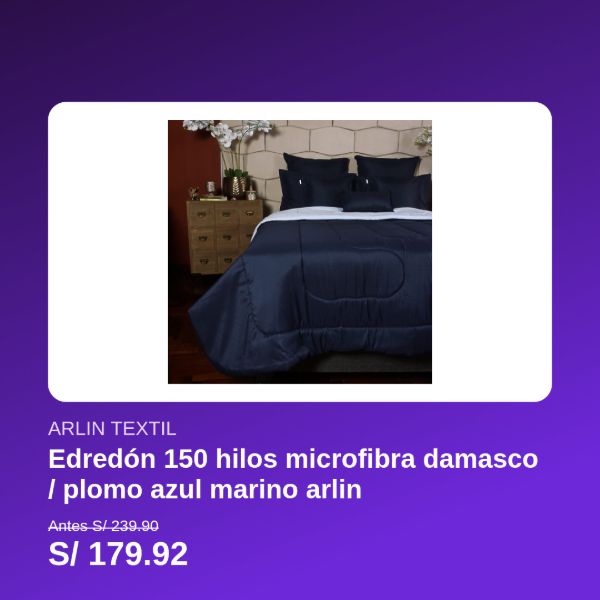 ARLIN TEXTIL
Edredón 150 hilos microfibra damasco
/ plomo azul marino arlin
Antes S/ 239.90
S/ 179.92